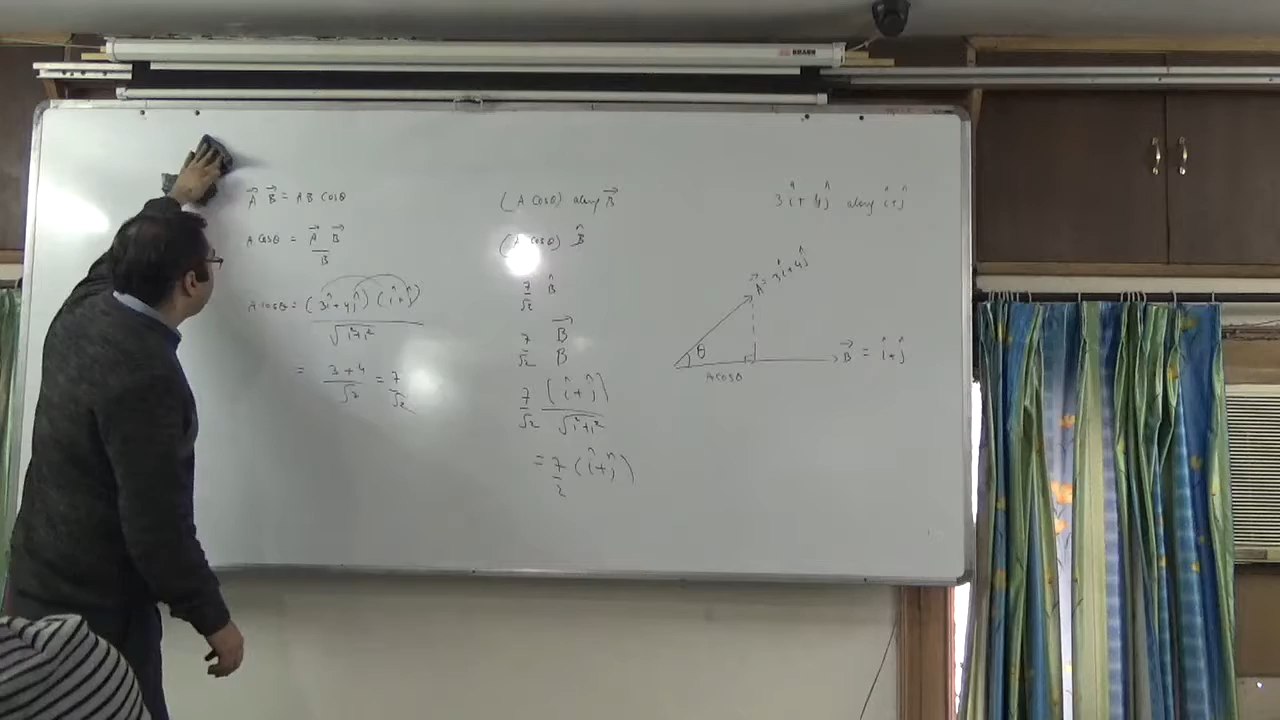 A⃗ B⃗ = AB cosθ
A cosθ = A⃗ B⃗ / B
A cosθ = (3î+4ĵ) (î+ĵ) / √(1²+1²)
= 3+4 / √2 = 7/√2
(A cosθ) along B⃗
(A cosθ) B̂
7/√2 B̂
7/√2 B⃗/B
7/√2 (î+ĵ) / √(1²+1²)
= 7/2 (î+ĵ)
3î+4ĵ along î+ĵ
A⃗ = 3î+4ĵ
θ
B⃗ = î+ĵ
A cosθ